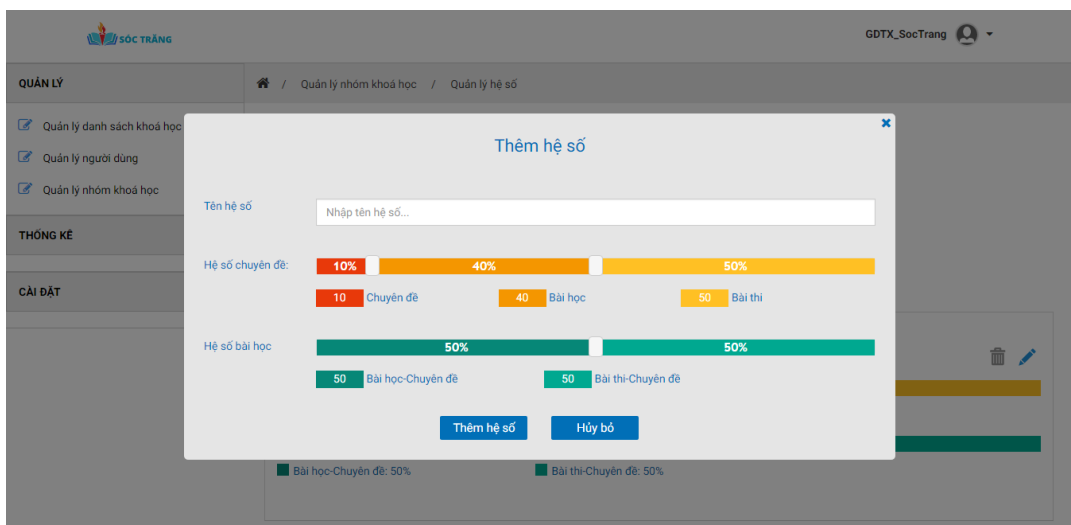 SÓC TRĂNG
GDTX_SocTrang
QUẢN LÝ
/ Quản lý nhóm khoá học / Quản lý hệ số
Quản lý danh sách khoá học
Quản lý người dùng
Quản lý nhóm khoá học
THỐNG KÊ
CÀI ĐẶT
Thêm hệ số
Tên hệ số
Nhập tên hệ số...
Hệ số chuyên đề:
10% 40% 50%
10 Chuyên đề 40 Bài học 50 Bài thi
Hệ số bài học
50% 50%
50 Bài học-Chuyên đề 50 Bài thi-Chuyên đề
Thêm hệ số Hủy bỏ
Bài học-Chuyên đề: 50% Bài thi-Chuyên đề: 50%